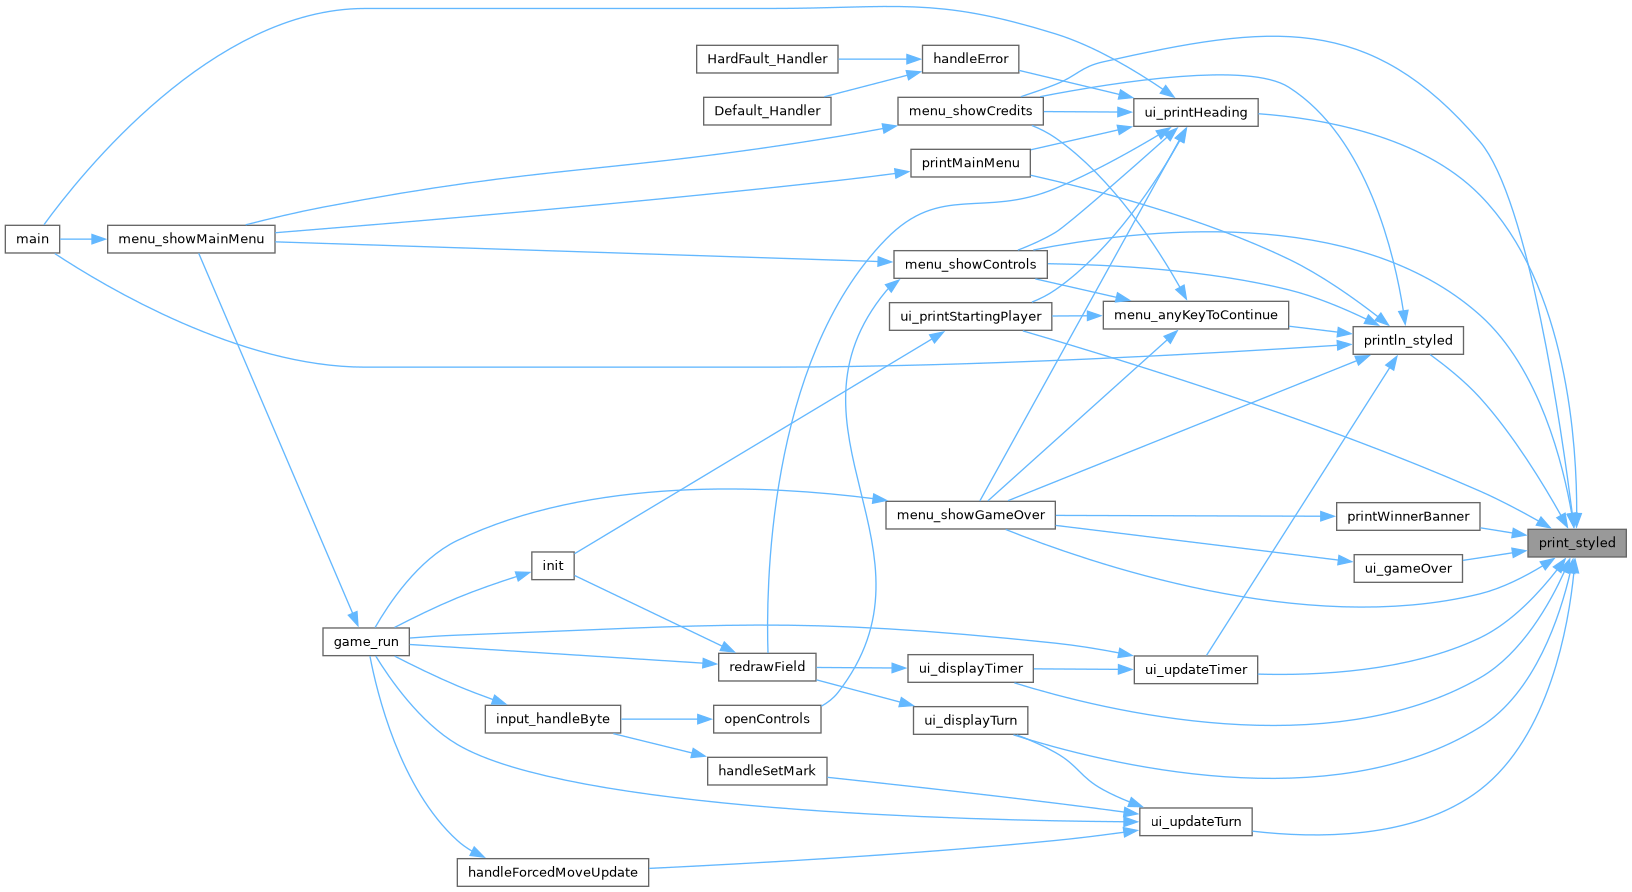 HardFault_Handler
handleError
Default_Handler
menu_showCredits
ui_printHeading
printMainMenu
main
menu_showMainMenu
menu_showControls
ui_printStartingPlayer
menu_anyKeyToContinue
println_styled
menu_showGameOver
printWinnerBanner
print_styled
init
ui_gameOver
game_run
redrawField
ui_displayTimer
ui_updateTimer
input_handleByte
openControls
ui_displayTurn
handleSetMark
ui_updateTurn
handleForcedMoveUpdate